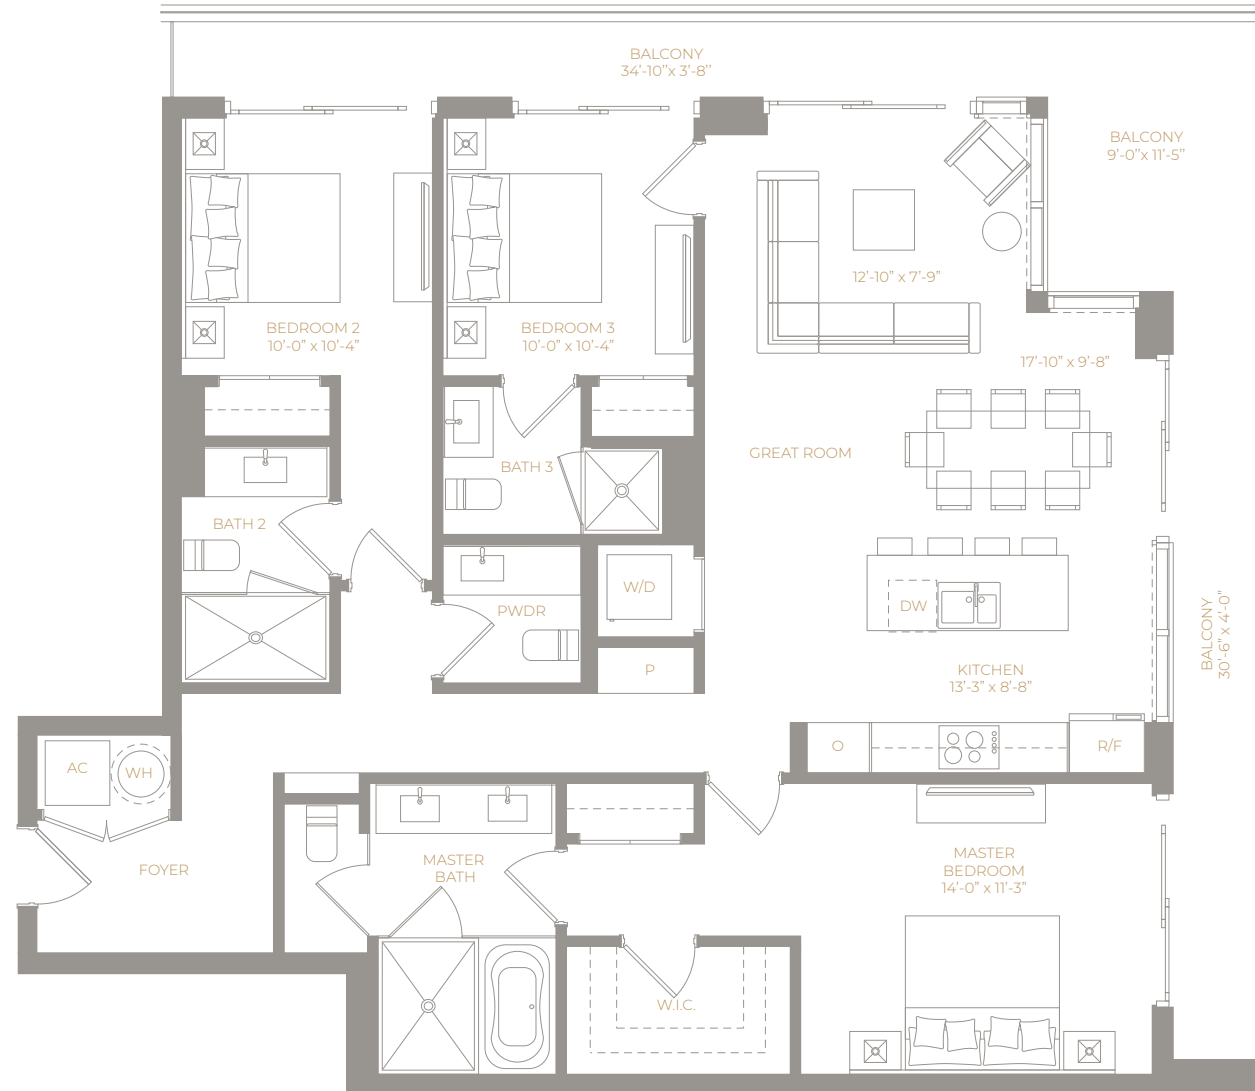 BALCONY
34'-10"x 3'-8"
BALCONY
9'-0"x 11'-5"
12'-10" x 7'-9"
BEDROOM 2
10'-0" x 10'-4"
BEDROOM 3
10'-0" x 10'-4"
17'-10" x 9'-8"
GREAT ROOM
BATH 3
BATH 2
W/D
DW
PWDR
BALCONY
30'-6" x 4'-0"
P
KITCHEN
13'-3" x 8'-8"
O
R/F
AC
WH
FOYER
MASTER
BATH
MASTER
BEDROOM
14'-0" x 11'-3"
W.I.C.